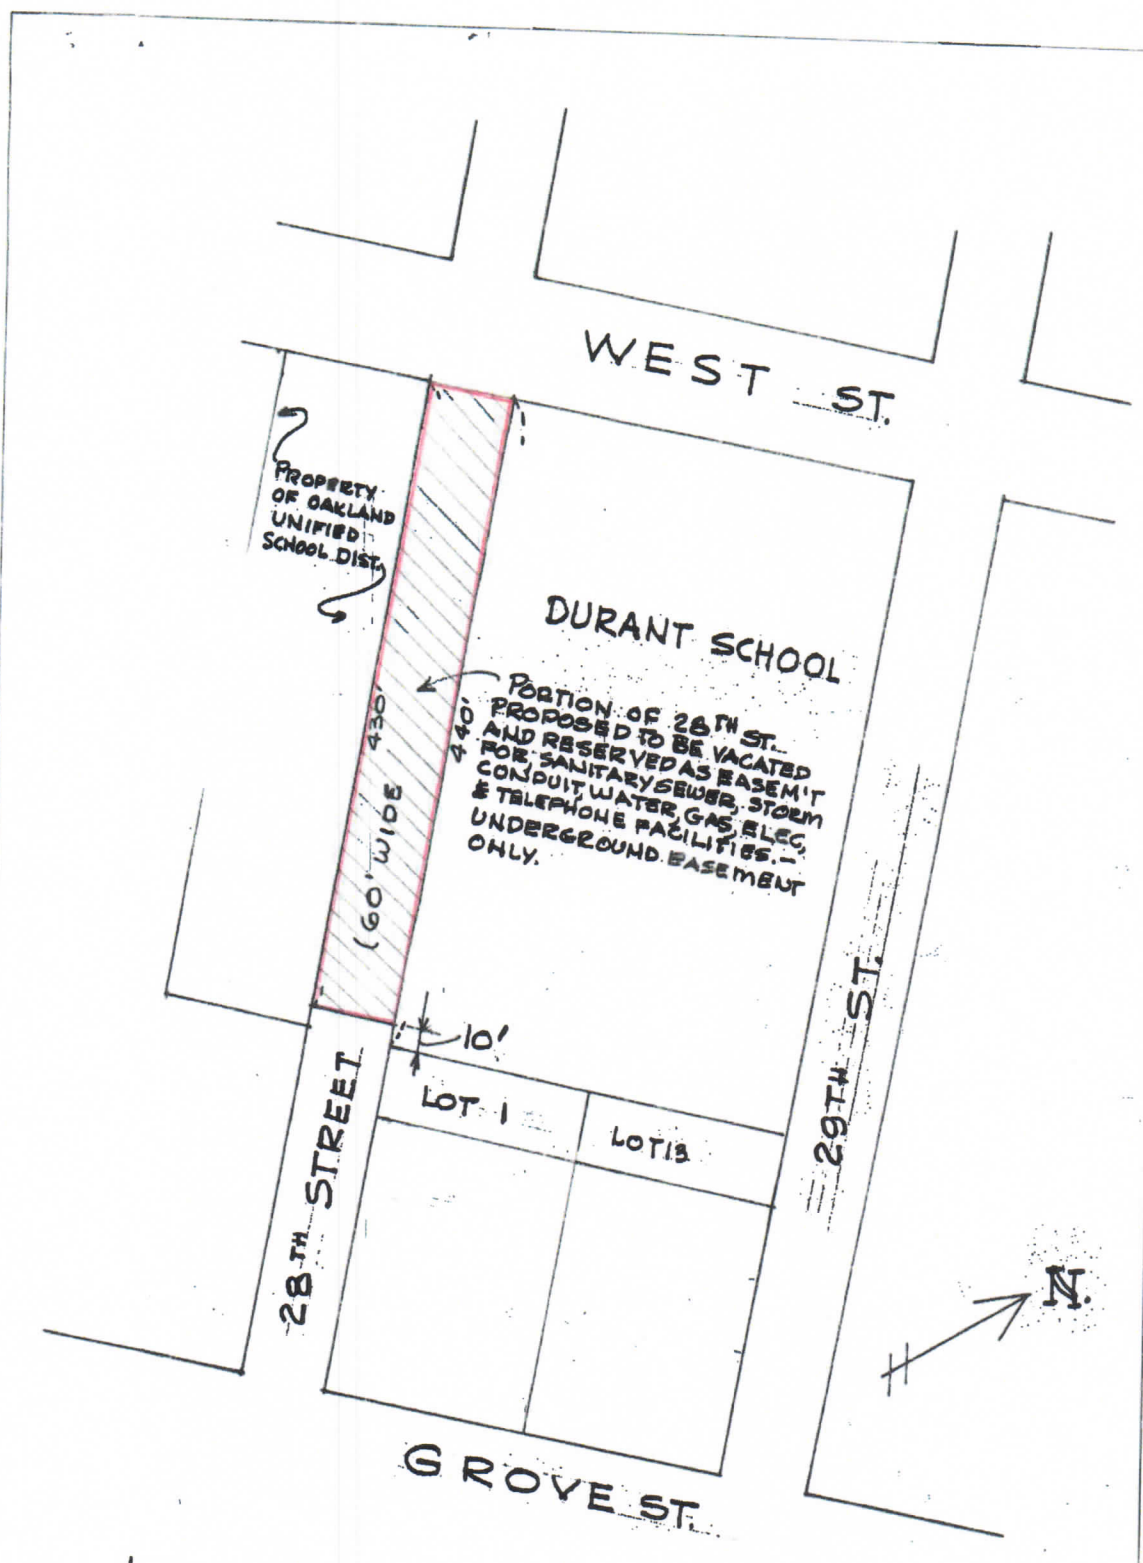 WEST ST.
PROPERTY
OF OAKLAND
UNIFIED
SCHOOL DIST.
DURANT SCHOOL
PORTION OF 28TH ST.
PROPOSED TO BE VACATED
AND RESERVED AS EASEM'T
FOR SANITARY SEWER, STORM
CONDUIT, WATER, GAS, ELEC,
& TELEPHONE FACILITIES.-
UNDERGROUND EASEMENT
ONLY.
430'
440'
(60' WIDE
10'
LOT 1
LOT 13
28TH STREET
29TH ST.
N.
GROVE ST.